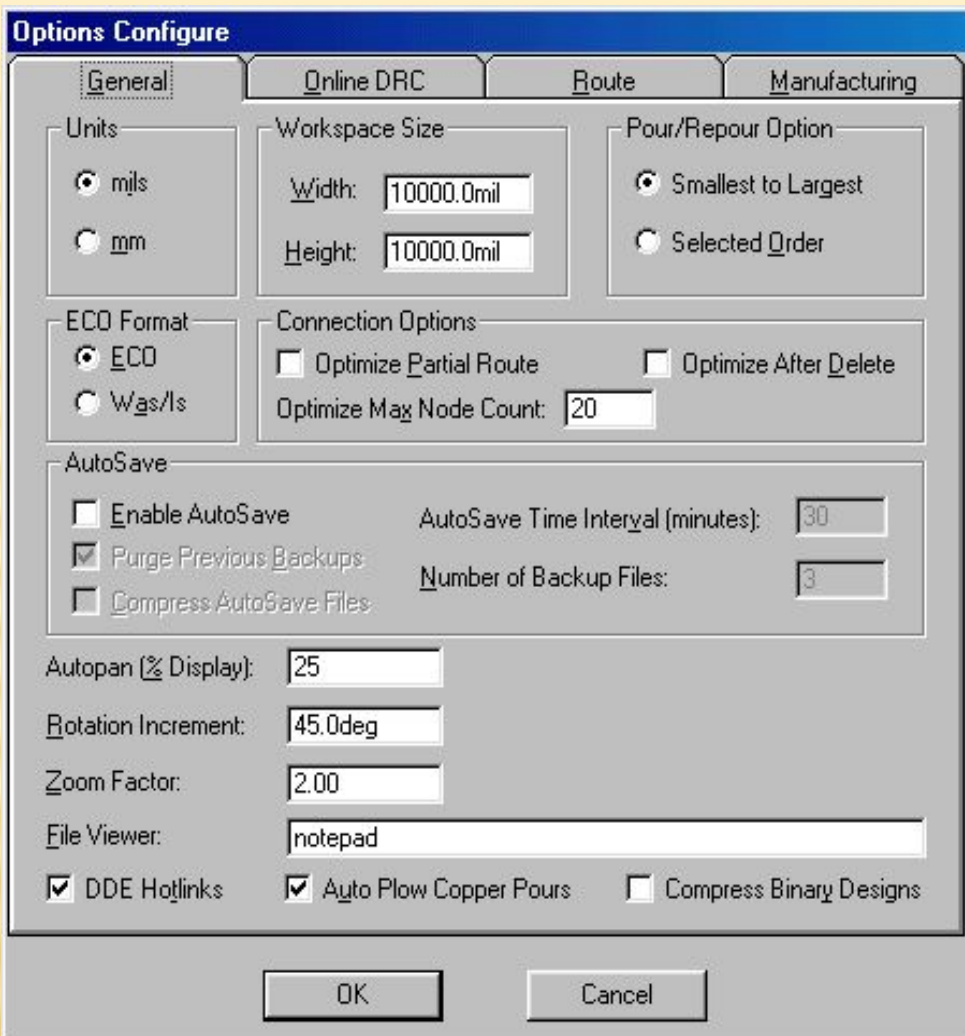 Options Configure
General Online DRC Route Manufacturing
Units
mils
mm
Workspace Size
Width: 10000.0mil
Height: 10000.0mil
Pour/Repour Option
Smallest to Largest
Selected Order
ECO Format
ECO
Was/Is
Connection Options
Optimize Partial Route Optimize After Delete
Optimize Max Node Count: 20
AutoSave
Enable AutoSave
Purge Previous Backups
Compress AutoSave Files
AutoSave Time Interval (minutes): 30
Number of Backup Files: 3
Autopan (% Display): 25
Rotation Increment: 45.0deg
Zoom Factor: 2.00
File Viewer: notepad
DDE Hotlinks Auto Plow Copper Pours Compress Binary Designs
OK Cancel